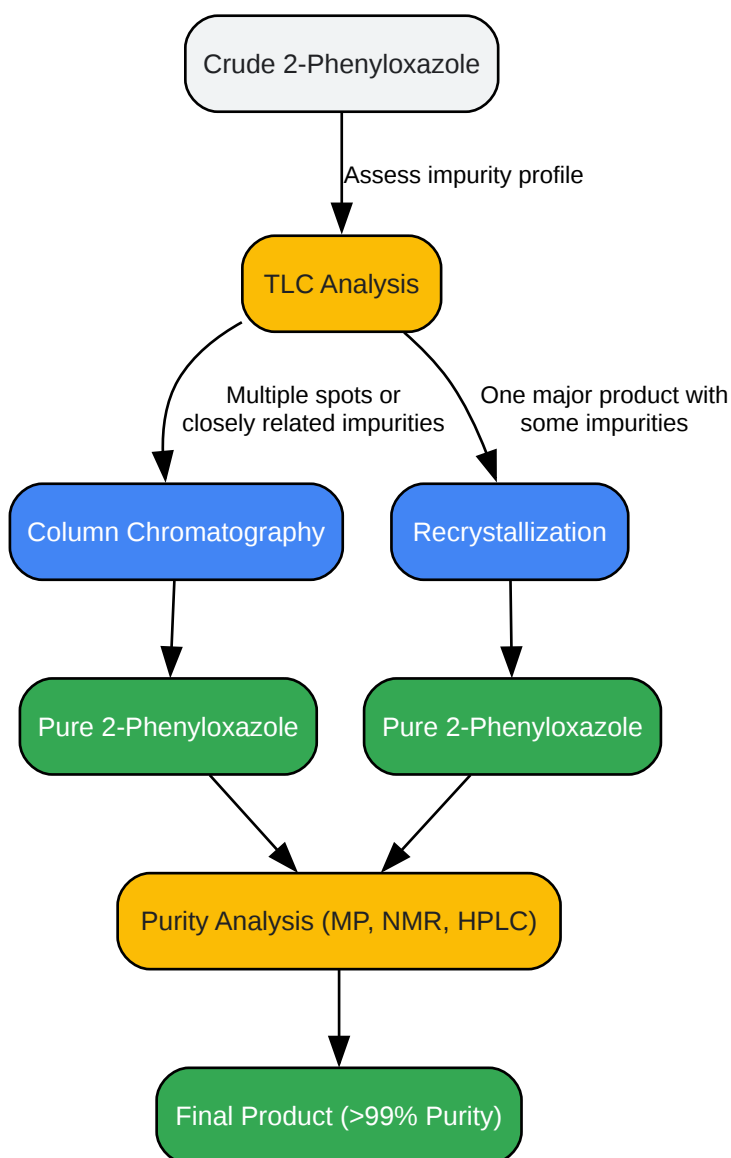 Crude 2-Phenyloxazole
Assess impurity profile
TLC Analysis
Multiple spots or
closely related impurities
One major product with
some impurities
Column Chromatography
Recrystallization
Pure 2-Phenyloxazole
Pure 2-Phenyloxazole
Purity Analysis (MP, NMR, HPLC)
Final Product (>99% Purity)